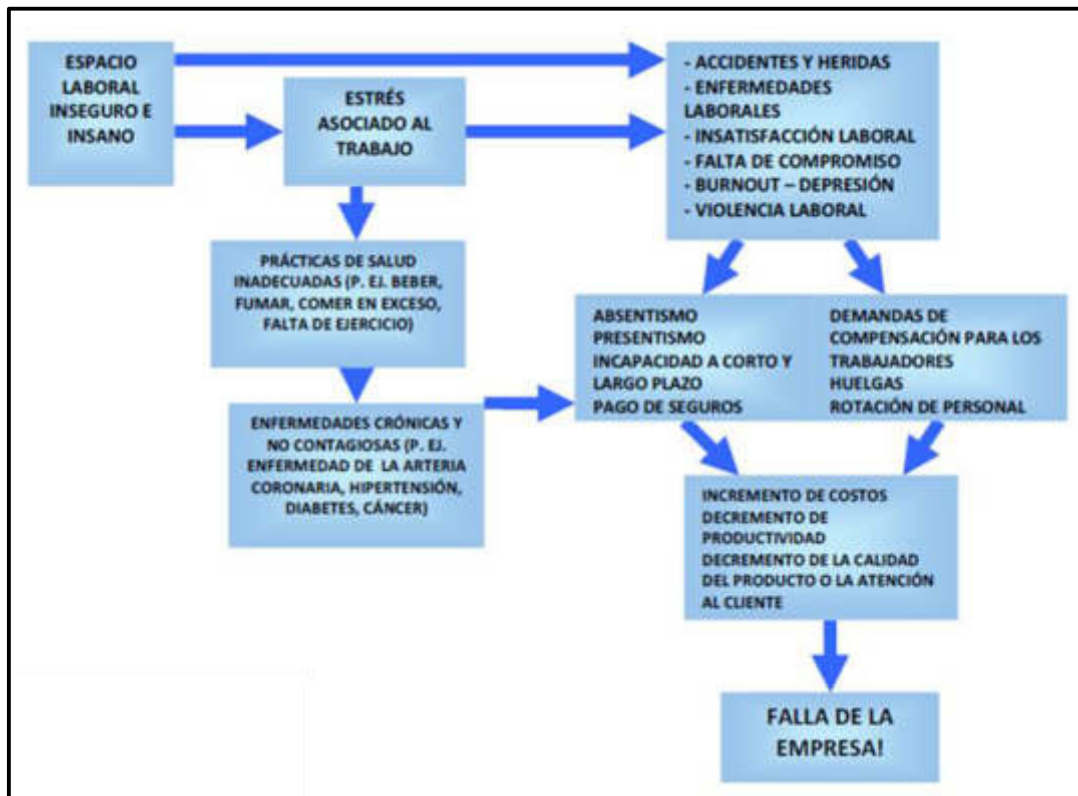 ESPACIO
LABORAL
INSEGURO E
INSANO
ESTRÉS
ASOCIADO AL
TRABAJO
- ACCIDENTES Y HERIDAS
- ENFERMEDADES
LABORALES
- INSATISFACCIÓN LABORAL
- FALTA DE COMPROMISO
- BURNOUT – DEPRESIÓN
- VIOLENCIA LABORAL
PRÁCTICAS DE SALUD
INADECUADAS (P. EJ. BEBER,
FUMAR, COMER EN EXCESO,
FALTA DE EJERCICIO)
ABSENTISMO
PRESENTISMO
INCAPACIDAD A CORTO Y
LARGO PLAZO
PAGO DE SEGUROS
DEMANDAS DE
COMPENSACIÓN PARA LOS
TRABAJADORES
HUELGAS
ROTACIÓN DE PERSONAL
ENFERMEDADES CRÓNICAS Y
NO CONTAGIOSAS (P. EJ.
ENFERMEDAD DE LA ARTERIA
CORONARIA, HIPERTENSIÓN,
DIABETES, CÁNCER)
INCREMENTO DE COSTOS
DECREMENTO DE
PRODUCTIVIDAD
DECREMENTO DE LA CALIDAD
DEL PRODUCTO O LA ATENCIÓN
AL CLIENTE
FALLA DE LA
EMPRESA!